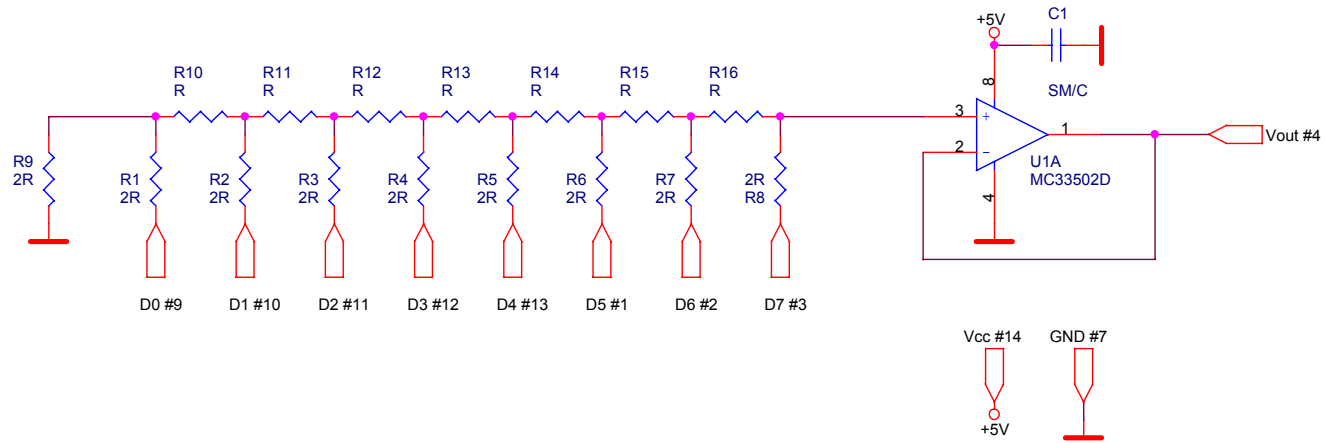 C1
+5V
R10
R
R11
R
R12
R
R13
R
R14
R
R15
R
R16
R
8
SM/C
3
+
1
2
−
Vout #4
U1A
MC33502D
4
R9
2R
R1
2R
R2
2R
R3
2R
R4
2R
R5
2R
R6
2R
R7
2R
2R
R8
D0 #9
D1 #10
D2 #11
D3 #12
D4 #13
D5 #1
D6 #2
D7 #3
Vcc #14
GND #7
+5V